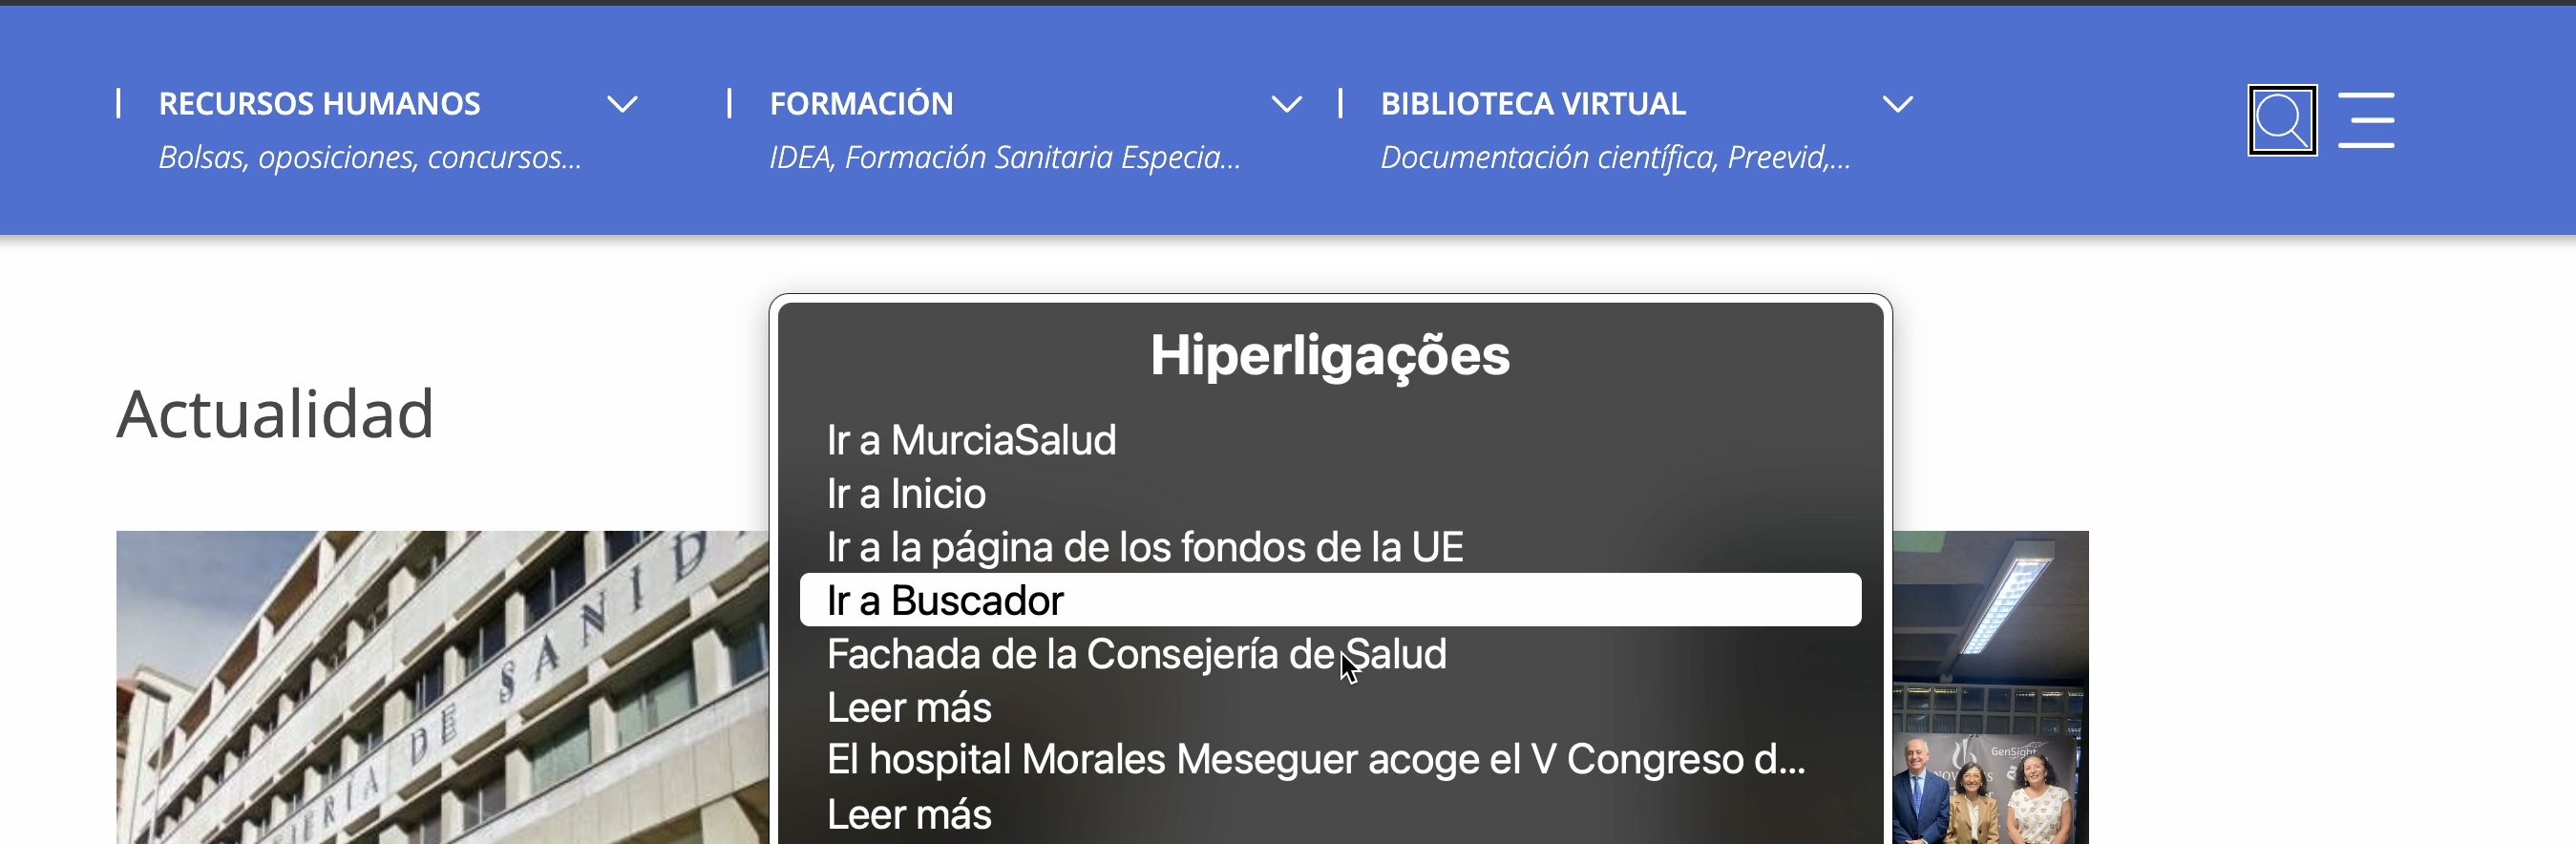 RECURSOS HUMANOS
Bolsas, oposiciones, concursos...
FORMACIÓN
IDEA, Formación Sanitaria Especia...
BIBLIOTECA VIRTUAL
Documentación científica, Preevid,...
Actualidad
Hiperligações
Ir a MurciaSalud
Ir a Inicio
Ir a la página de los fondos de la UE
Ir a Buscador
Fachada de la Consejería de Salud
Leer más
El hospital Morales Meseguer acoge el V Congreso d...
Leer más
DE SANID
GenSight